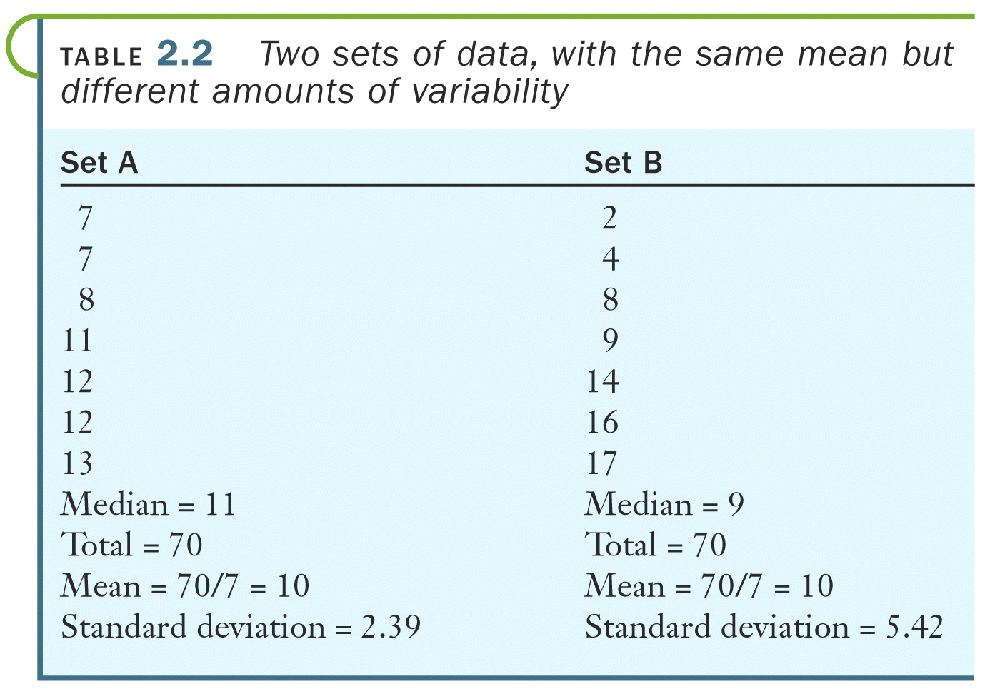 TABLE 2.2 Two sets of data, with the same mean but
different amounts of variability
Set A Set B
7 2
7 4
8 8
11 9
12 14
12 16
13 17
Median = 11 Median = 9
Total = 70 Total = 70
Mean = 70/7 = 10 Mean = 70/7 = 10
Standard deviation = 2.39 Standard deviation = 5.42